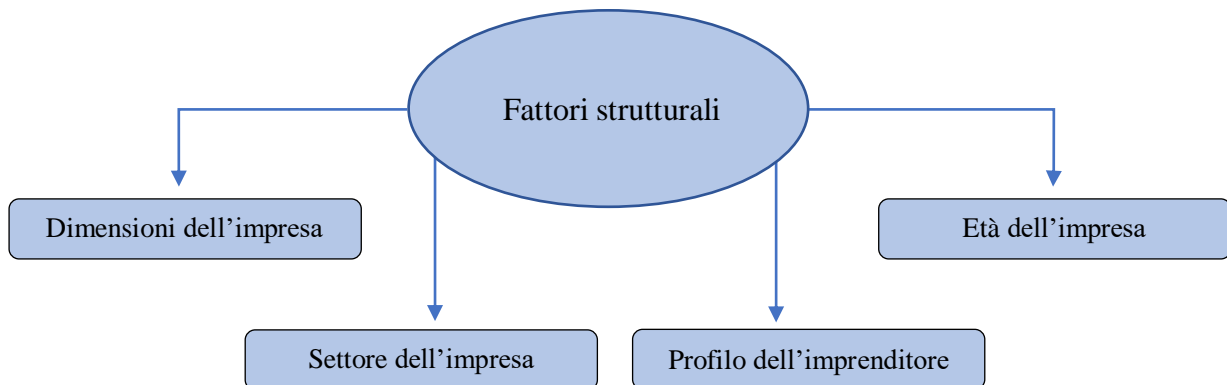 Fattori strutturali
Dimensioni dell’impresa
Età dell’impresa
Settore dell’impresa
Profilo dell’imprenditore